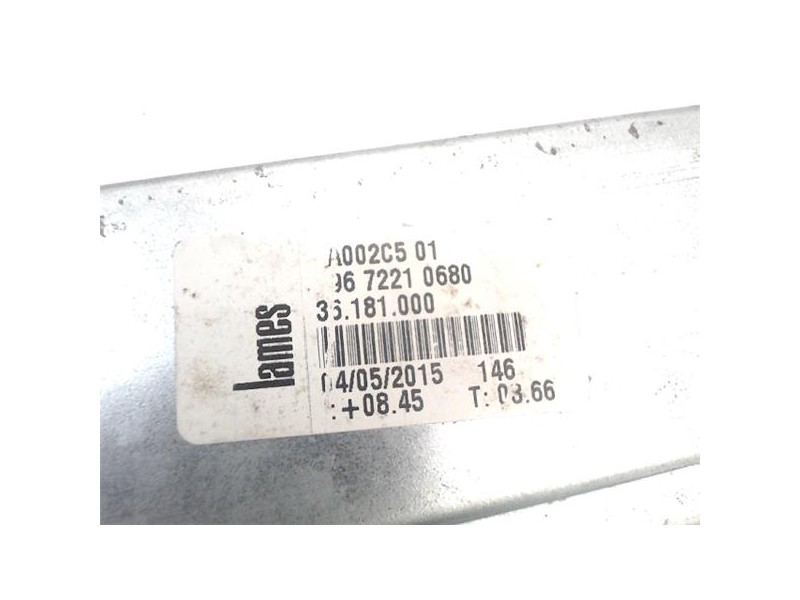 A002C5 01
96 7221 0680
36.181.000
lames
04/05/2015 146
: +08.45 T: 03.66